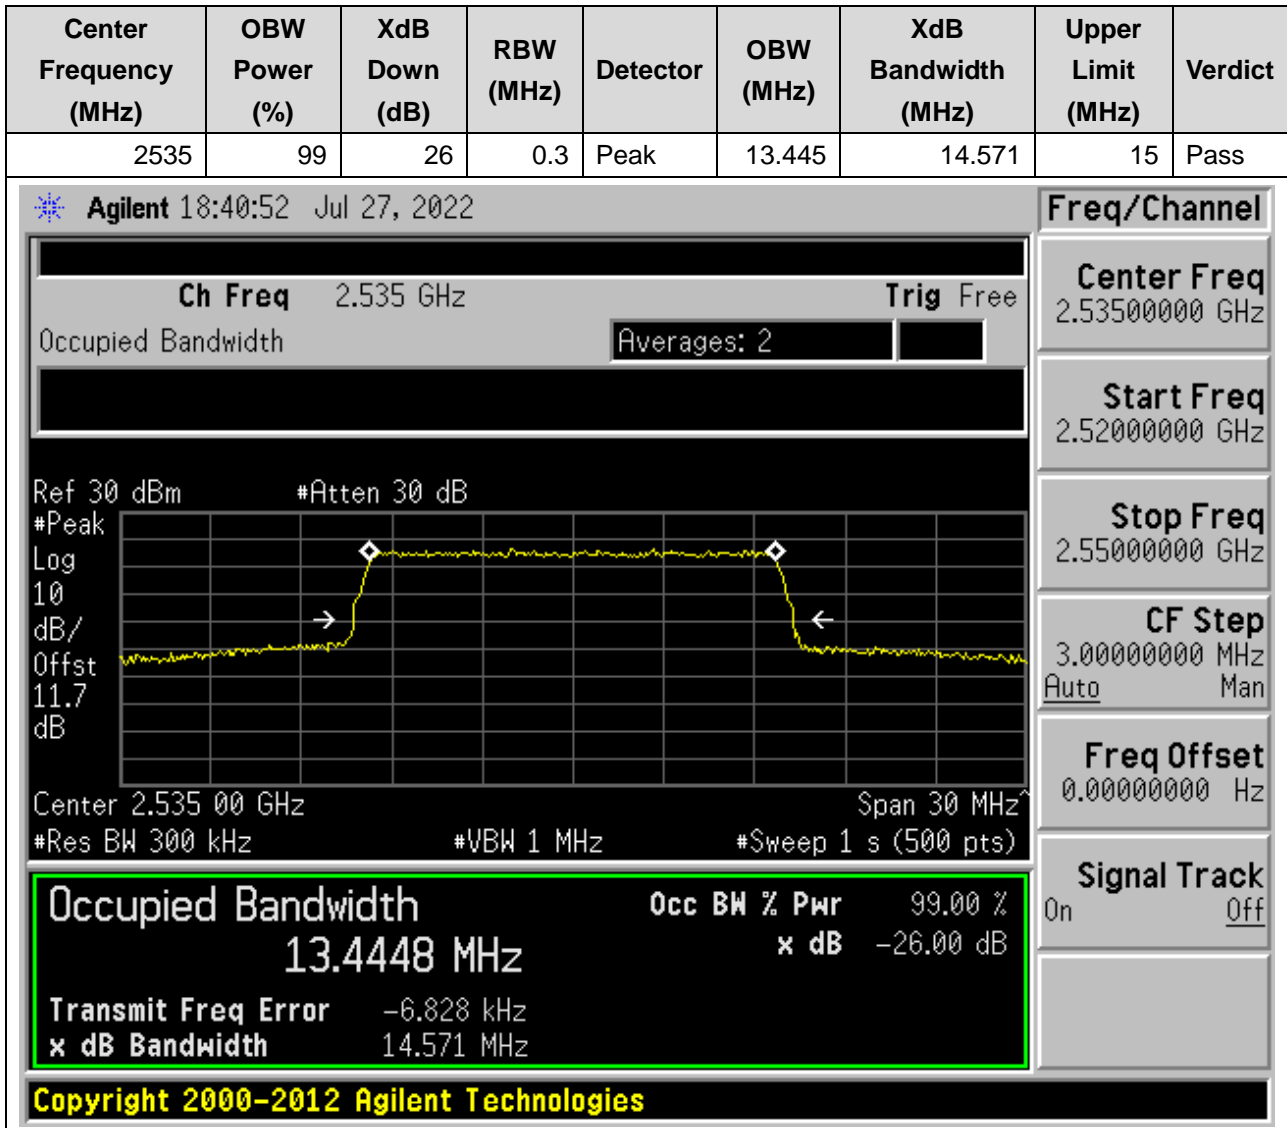 Center Frequency (MHz) OBW Power (%) XdB Down (dB) RBW (MHz) Detector OBW (MHz) XdB Bandwidth (MHz) Upper Limit (MHz) Verdict
2535 99 26 0.3 Peak 13.445 14.571 15 Pass
Agilent 18:40:52 Jul 27, 2022
Freq/Channel
Ch Freq 2.535 GHz Trig Free
Occupied Bandwidth Averages: 2
Center Freq
2.53500000 GHz
Start Freq
2.52000000 GHz
Stop Freq
2.55000000 GHz
CF Step
3.00000000 MHz
Auto Man
Freq Offset
0.00000000 Hz
Signal Track
On Off
Ref 30 dBm #Atten 30 dB
#Peak
Log
10
dB/
Offst
11.7
dB
Center 2.535 00 GHz Span 30 MHz^
#Res BW 300 kHz #VBW 1 MHz #Sweep 1 s (500 pts)
Occupied Bandwidth Occ BW % Pwr 99.00 %
13.4448 MHz x dB -26.00 dB
Transmit Freq Error -6.828 kHz
x dB Bandwidth 14.571 MHz
Copyright 2000-2012 Agilent Technologies